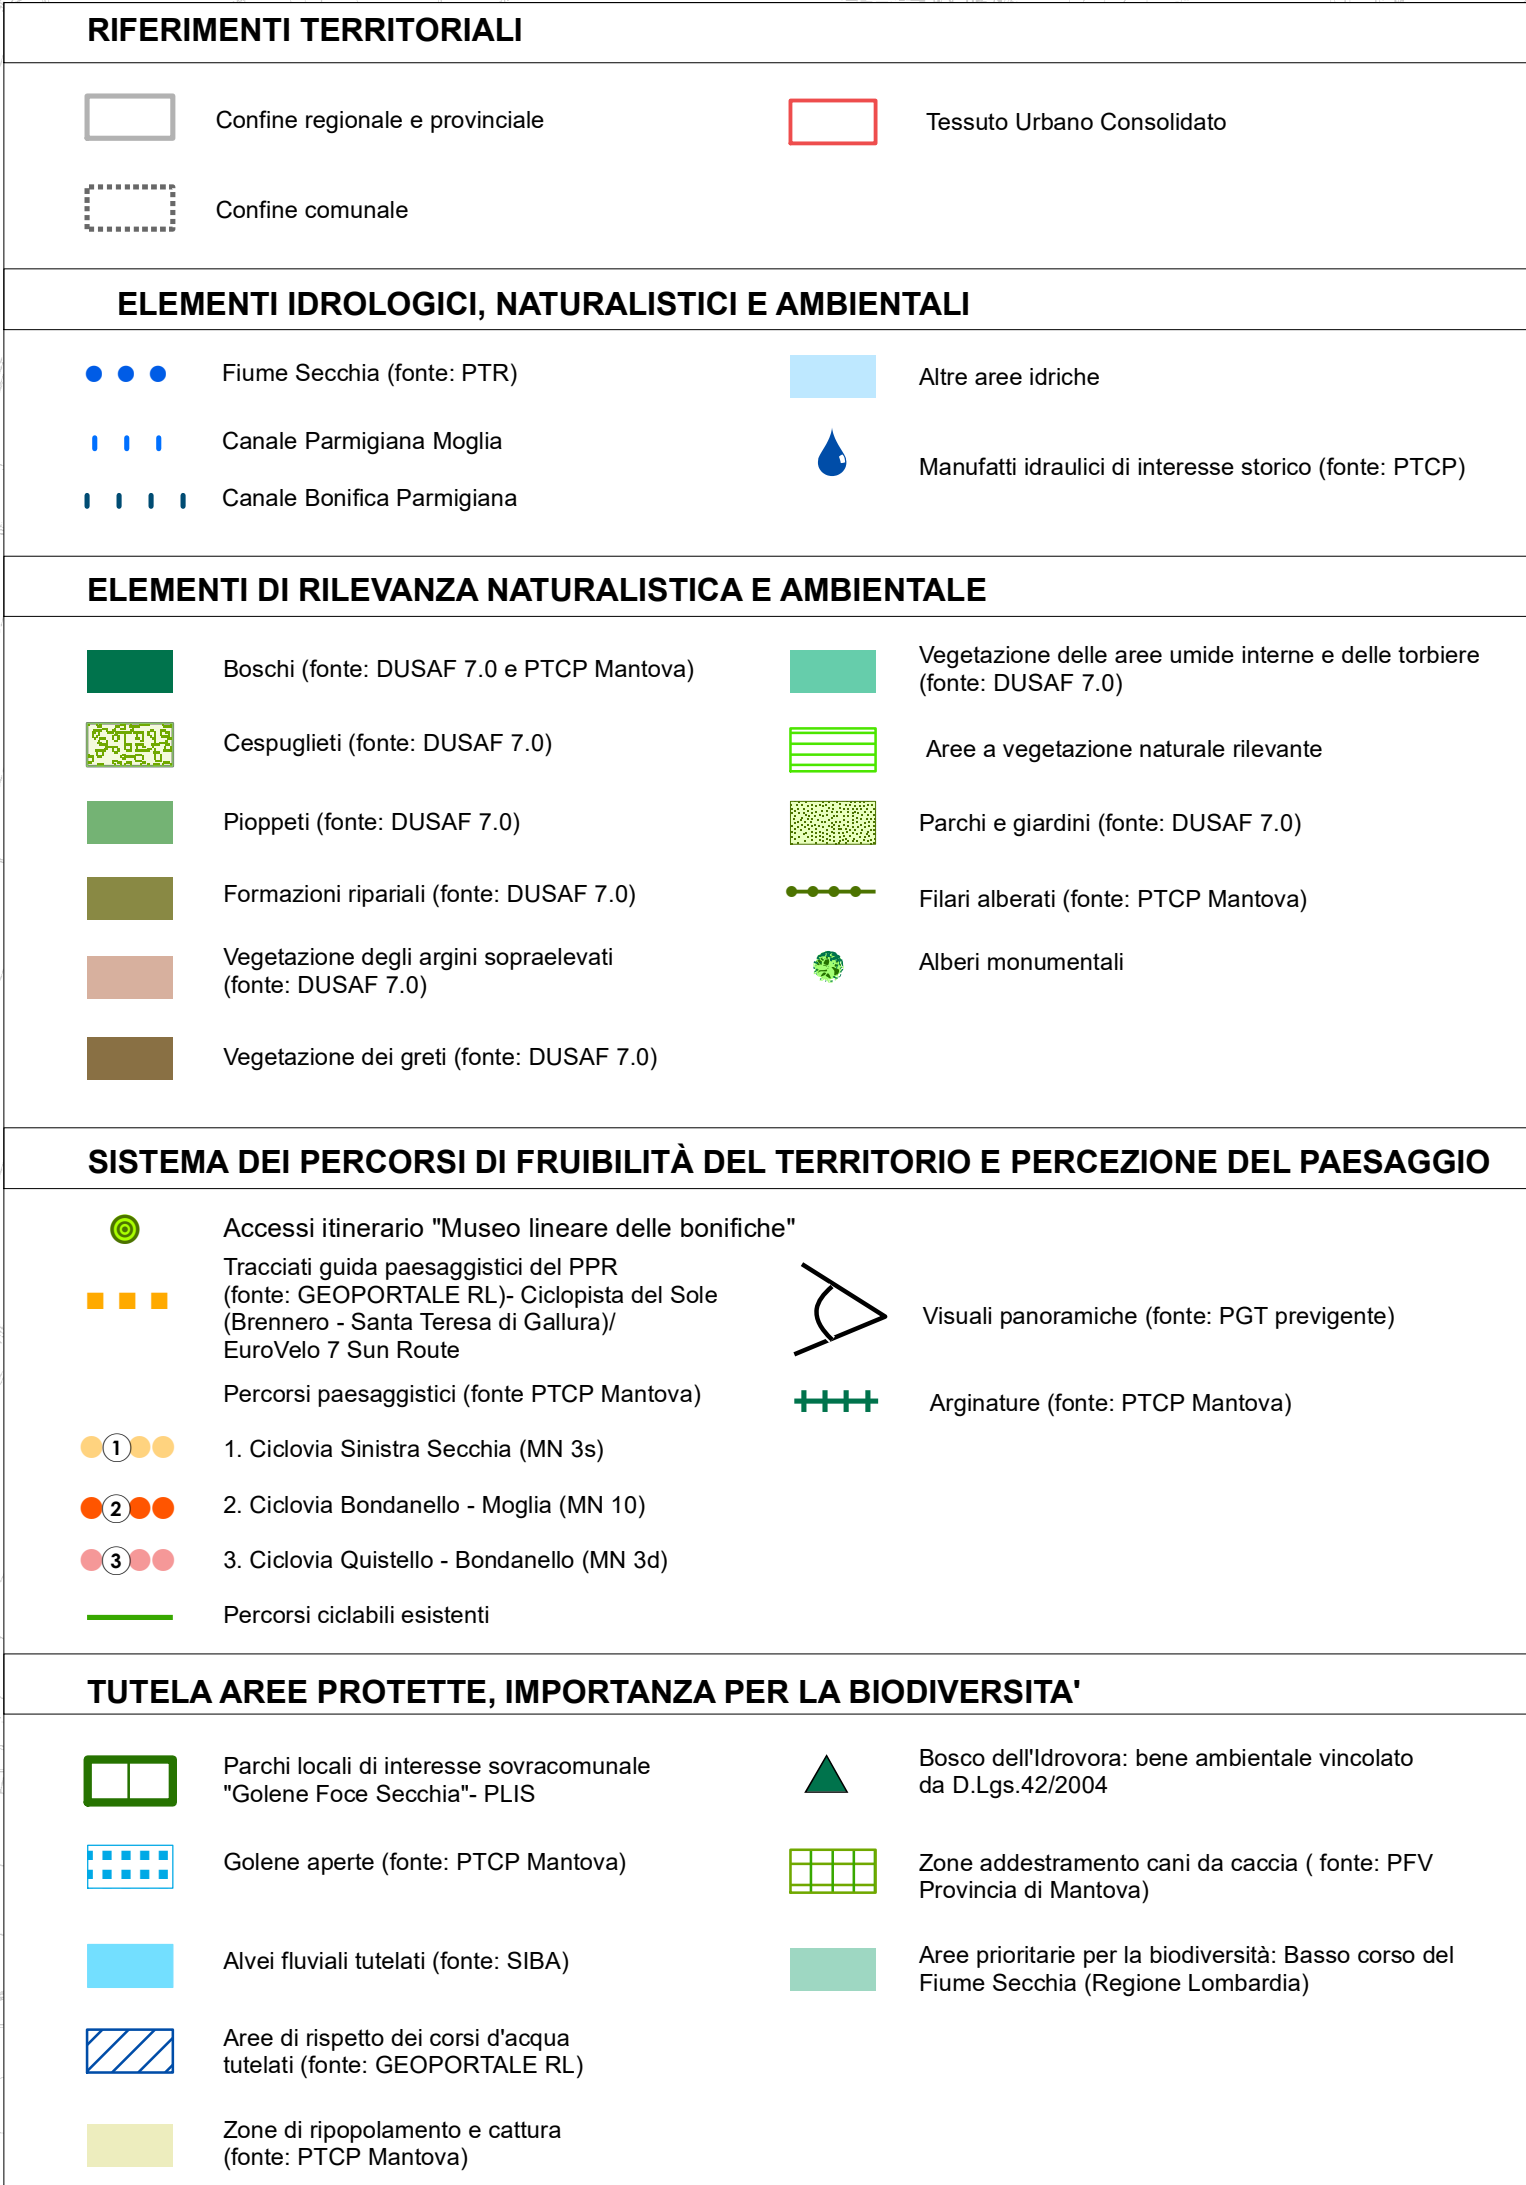 RIFERIMENTI TERRITORIALI
Confine regionale e provinciale
Tessuto Urbano Consolidato
Confine comunale
ELEMENTI IDROLOGICI, NATURALISTICI E AMBIENTALI
Fiume Secchia (fonte: PTR)
Altre aree idriche
Canale Parmigiana Moglia
Manufatti idraulici di interesse storico (fonte: PTCP)
Canale Bonifica Parmigiana
ELEMENTI DI RILEVANZA NATURALISTICA E AMBIENTALE
Boschi (fonte: DUSAF 7.0 e PTCP Mantova)
Cespuglieti (fonte: DUSAF 7.0)
Pioppeti (fonte: DUSAF 7.0)
Formazioni ripariali (fonte: DUSAF 7.0)
Vegetazione degli argini sopraelevati
(fonte: DUSAF 7.0)
Vegetazione dei greti (fonte: DUSAF 7.0)
Vegetazione delle aree umide interne e delle torbiere
(fonte: DUSAF 7.0)
Aree a vegetazione naturale rilevante
Parchi e giardini (fonte: DUSAF 7.0)
Filari alberati (fonte: PTCP Mantova)
Alberi monumentali
SISTEMA DEI PERCORSI DI FRUIBILITÀ DEL TERRITORIO E PERCEZIONE DEL PAESAGGIO
Accessi itinerario "Museo lineare delle bonifiche"
Tracciati guida paesaggistici del PPR
(fonte: GEOPORTALE RL)- Ciclopista del Sole
(Brennero - Santa Teresa di Gallura)/
EuroVelo 7 Sun Route
Percorsi paesaggistici (fonte PTCP Mantova)
1 1. Ciclovia Sinistra Secchia (MN 3s)
2 2. Ciclovia Bondanello - Moglia (MN 10)
3 3. Ciclovia Quistello - Bondanello (MN 3d)
Percorsi ciclabili esistenti
Visuali panoramiche (fonte: PGT previgente)
Arginature (fonte: PTCP Mantova)
TUTELA AREE PROTETTE, IMPORTANZA PER LA BIODIVERSITA'
Parchi locali di interesse sovracomunale
"Golene Foce Secchia"- PLIS
Golene aperte (fonte: PTCP Mantova)
Alvei fluviali tutelati (fonte: SIBA)
Aree di rispetto dei corsi d'acqua
tutelati (fonte: GEOPORTALE RL)
Zone di ripopolamento e cattura
(fonte: PTCP Mantova)
Bosco dell'Idrovora: bene ambientale vincolato
da D.Lgs.42/2004
Zone addestramento cani da caccia ( fonte: PFV
Provincia di Mantova)
Aree prioritarie per la biodiversità: Basso corso del
Fiume Secchia (Regione Lombardia)